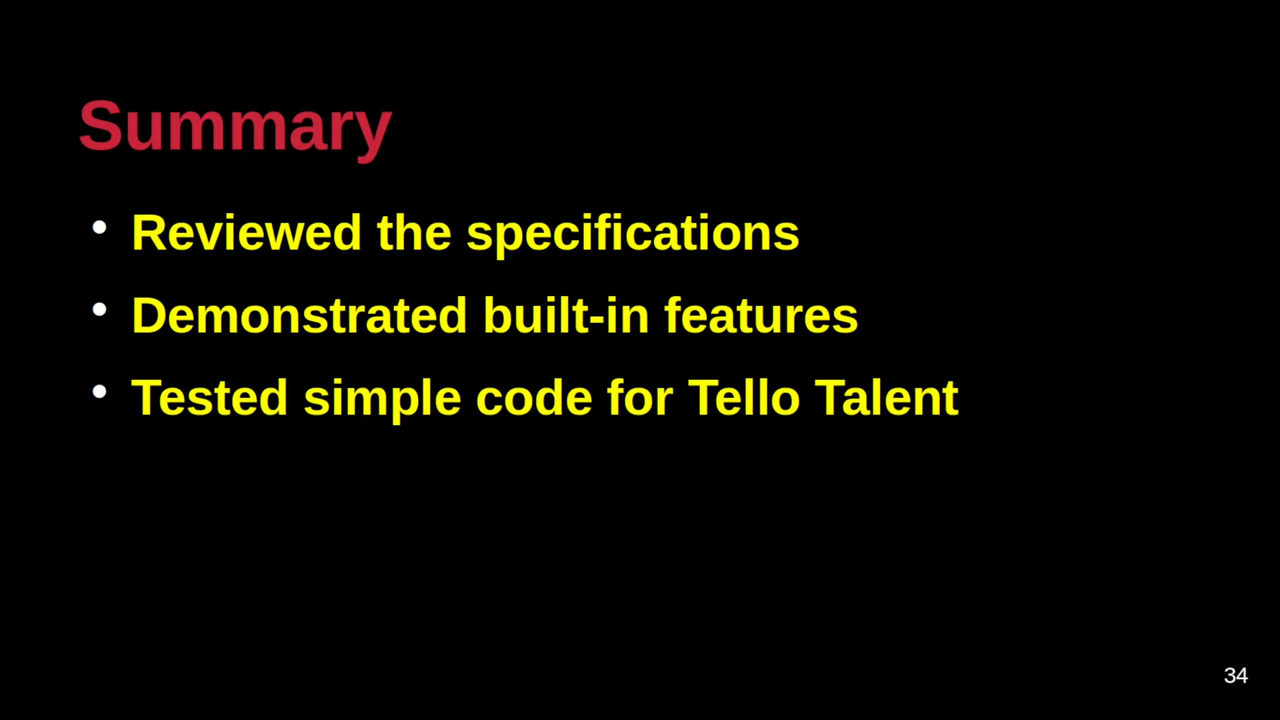 Summary
• Reviewed the specifications
• Demonstrated built-in features
• Tested simple code for Tello Talent
34